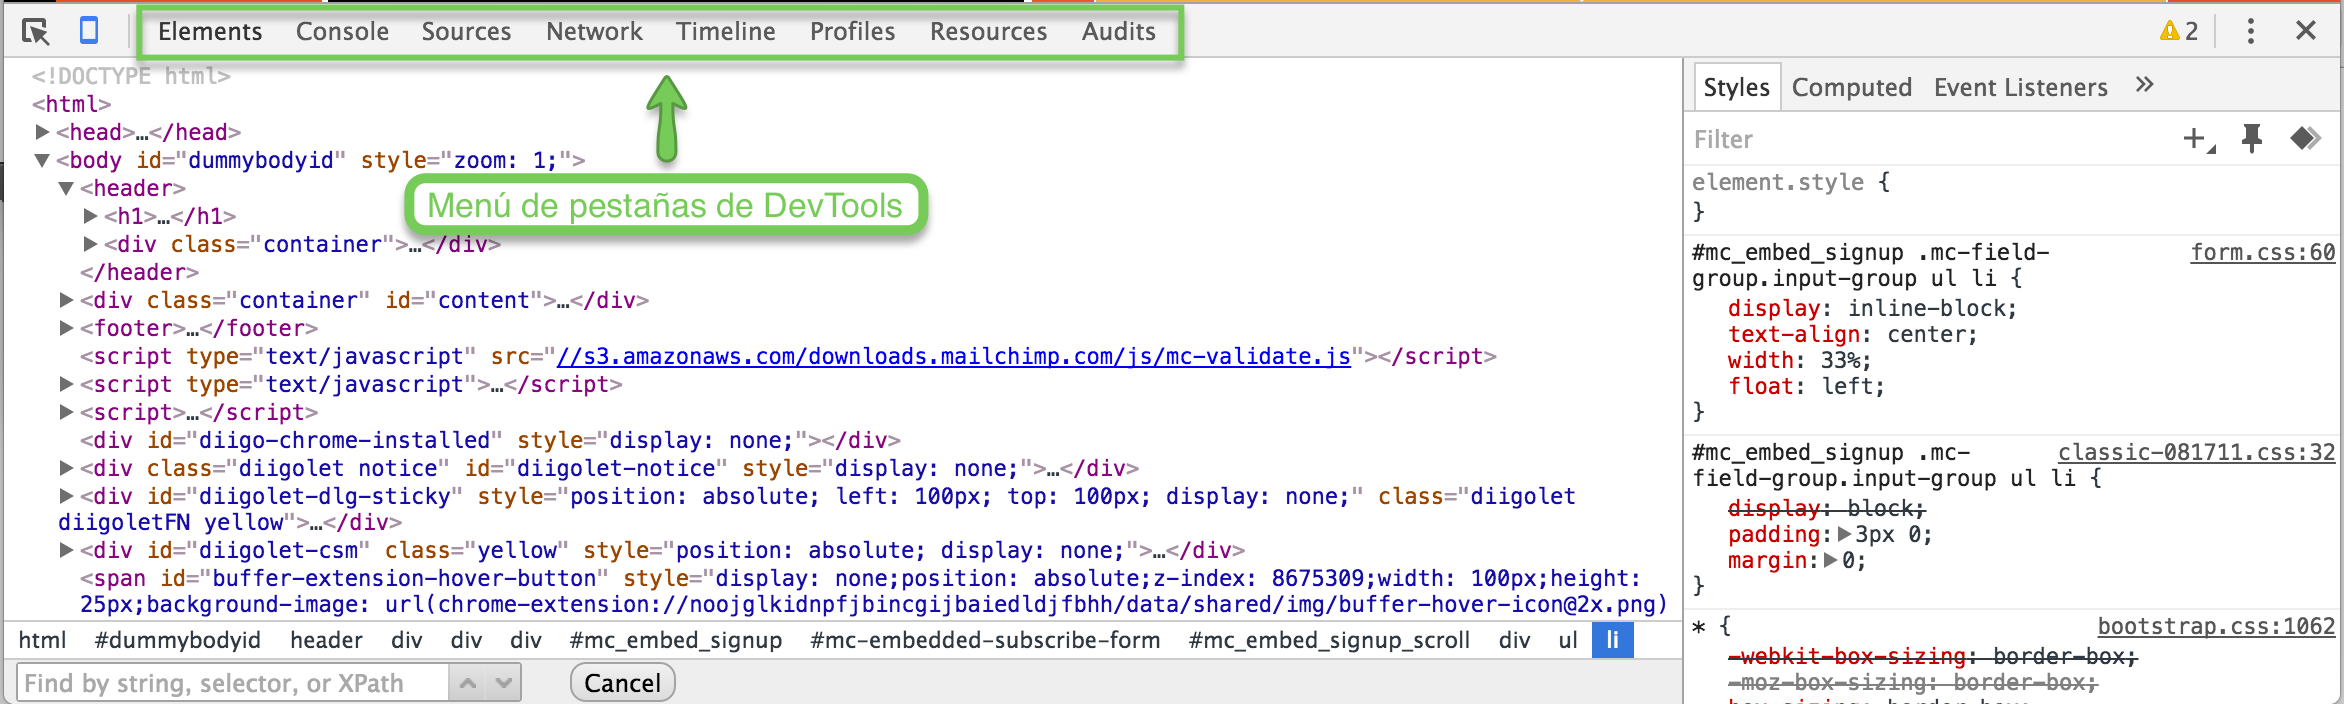 Elements Console Sources Network Timeline Profiles Resources Audits 2
<!DOCTYPE html>
<html>
<head>…</head>
<body id="dummybodyid" style="zoom: 1;">
<header>
<h1>…</h1>
Menú de pestañas de DevTools
<div class="container">…</div>
</header>
<div class="container" id="content">…</div>
<footer>…</footer>
<script type="text/javascript" src="//s3.amazonaws.com/downloads.mailchimp.com/js/mc-validate.js"></script>
<script type="text/javascript">…</script>
<script>…</script>
<div id="diigo-chrome-installed" style="display: none;"></div>
<div class="diigolet notice" id="diigolet-notice" style="display: none;">…</div>
<div id="diigolet-dlg-sticky" style="position: absolute; left: 100px; top: 100px; display: none;" class="diigolet
diigoletFN yellow">…</div>
<div id="diigolet-csm" class="yellow" style="position: absolute; display: none;">…</div>
<span id="buffer-extension-hover-button" style="display: none;position: absolute;z-index: 8675309;width: 100px;height:
25px;background-image: url(chrome-extension://noojglkidnpfjbincgijbaiedldjfbhh/data/shared/img/buffer-hover-icon@2x.png)
html #dummybodyid header div div div #mc_embed_signup #mc-embedded-subscribe-form #mc_embed_signup_scroll div ul li
Find by string, selector, or XPath Cancel
Styles Computed Event Listeners
Filter
element.style {
}
#mc_embed_signup .mc-field- form.css:60
group.input-group ul li {
display: inline-block;
text-align: center;
width: 33%;
float: left;
}
#mc_embed_signup .mc- classic-081711.css:32
field-group.input-group ul li {
display: block;
padding: 3px 0;
margin: 0;
}
* { bootstrap.css:1062
-webkit-box-sizing: border-box;
-moz-box-sizing: border-box;
box-sizing: border-box;